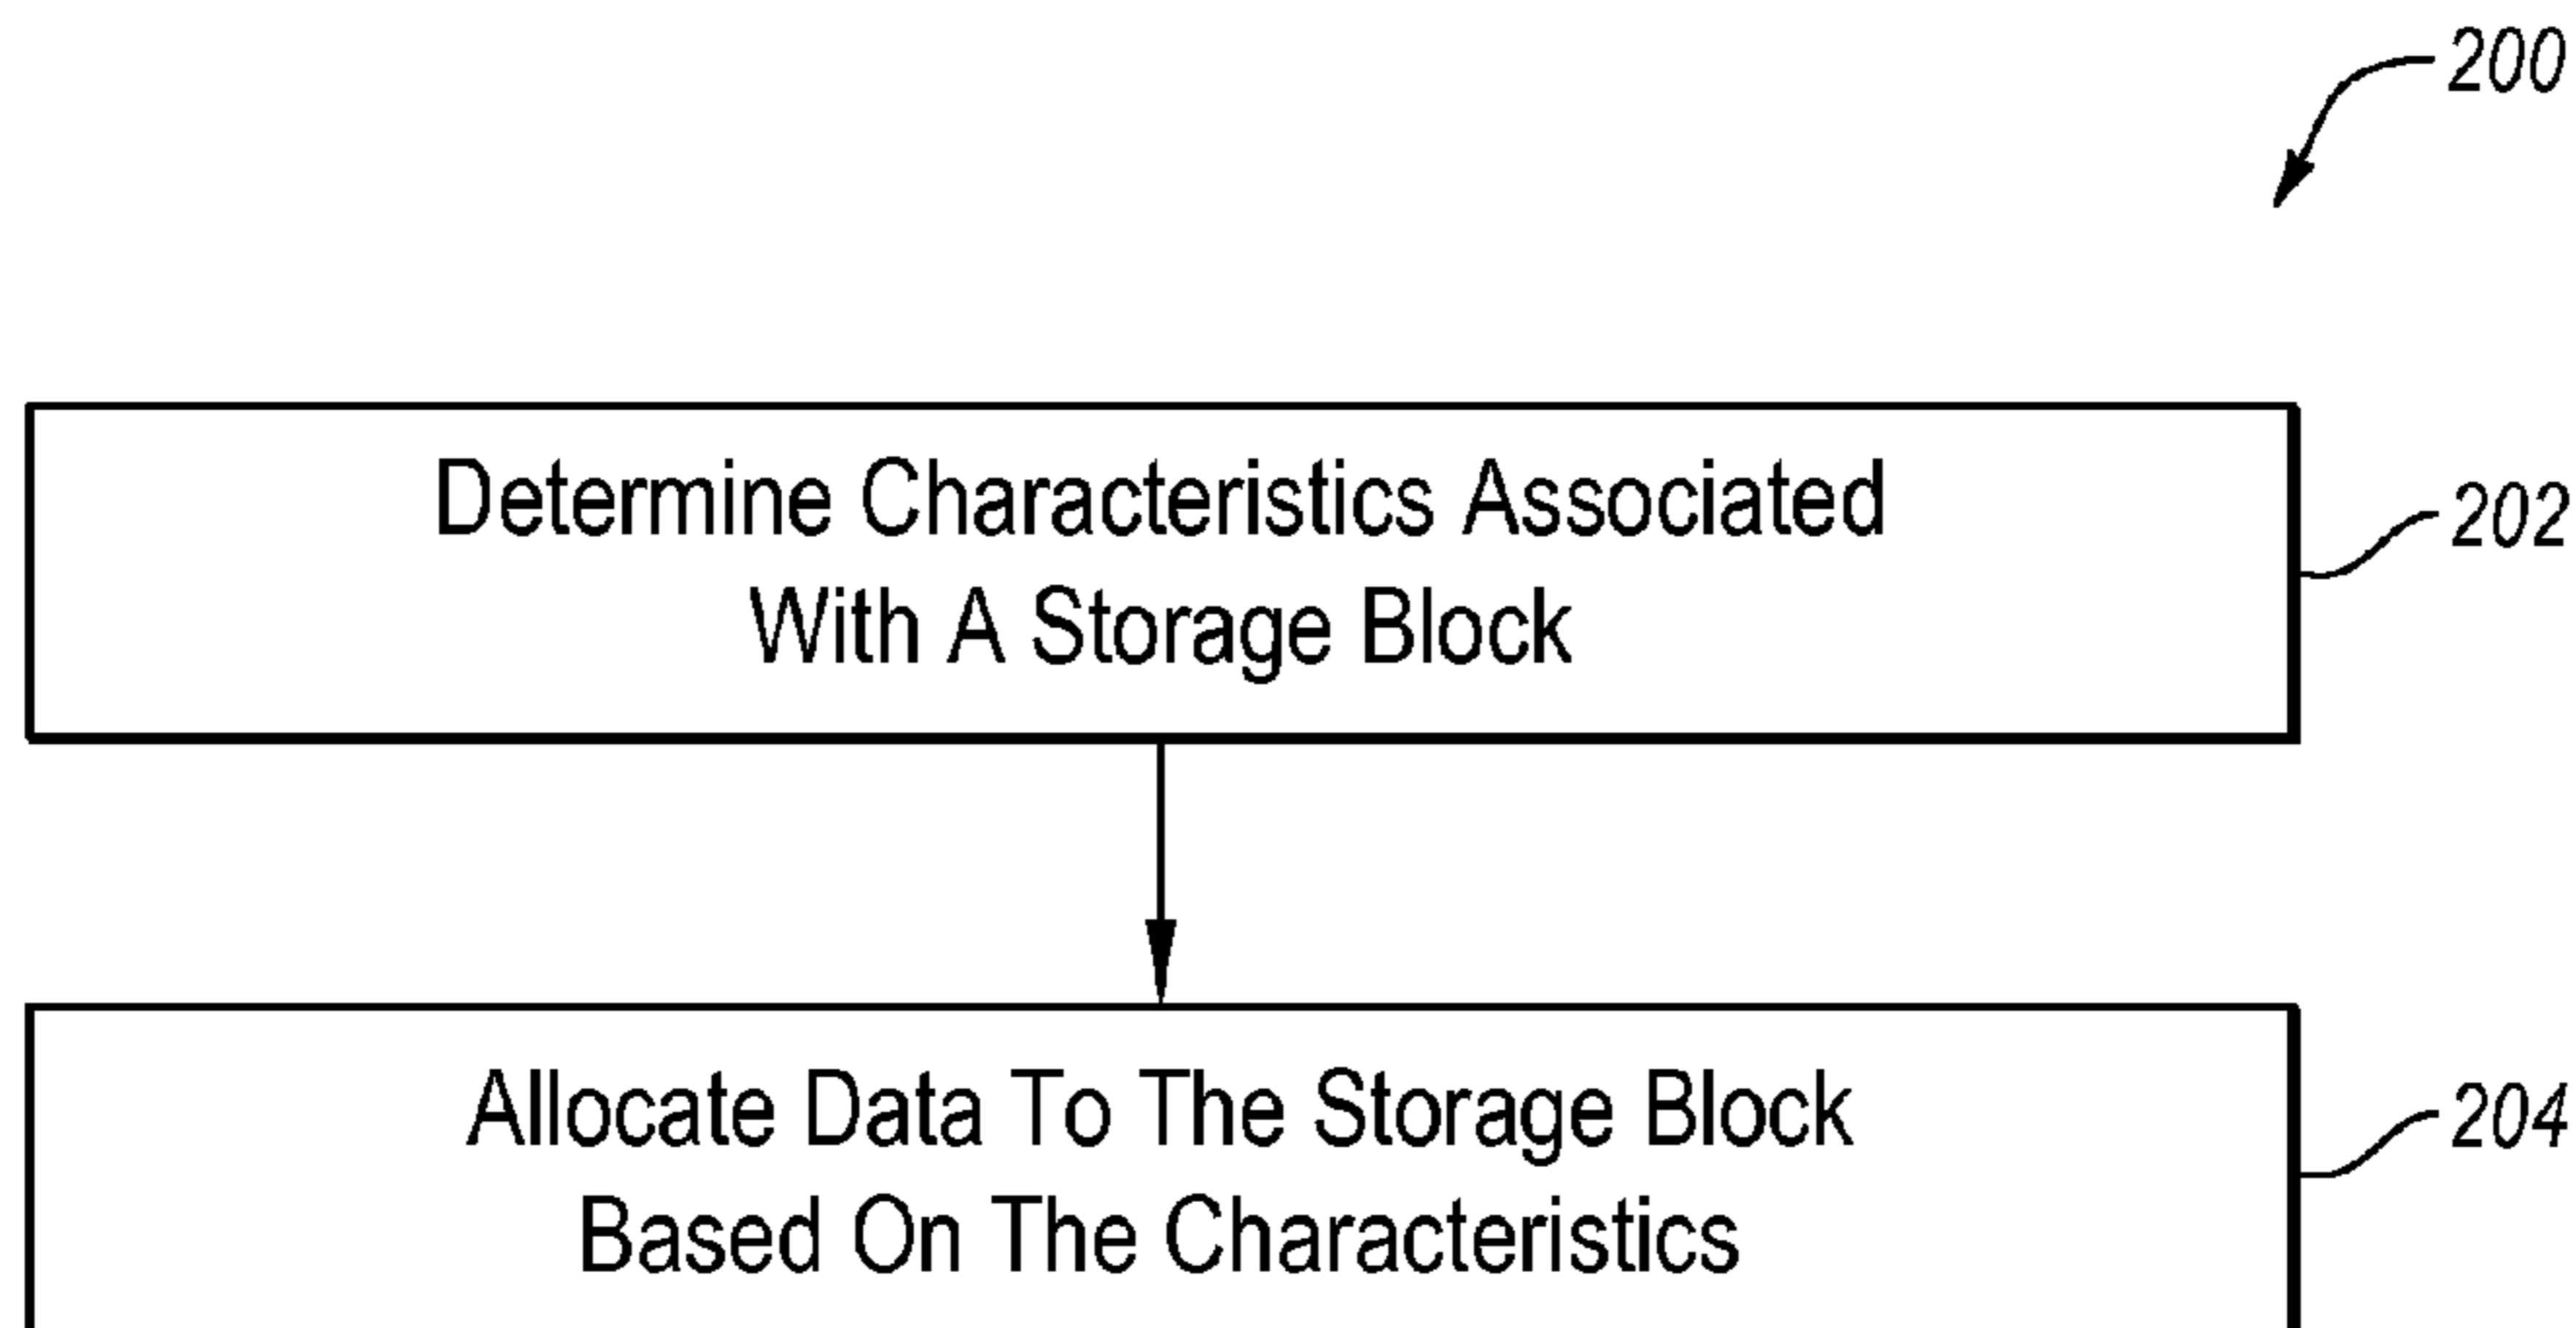 200
Determine Characteristics Associated
With A Storage Block
202
Allocate Data To The Storage Block
Based On The Characteristics
204